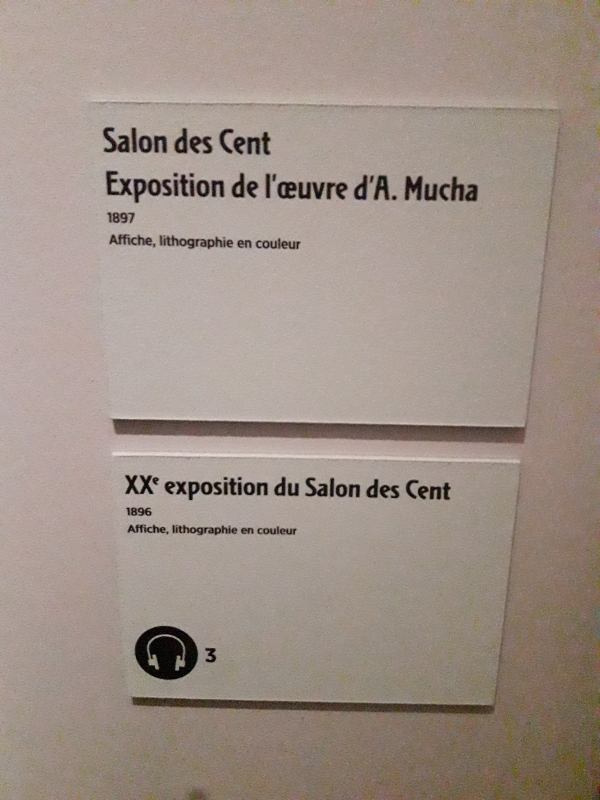 Salon des Cent
Exposition de l'œuvre d'A. Mucha
1897
Affiche, lithographie en couleur
XXᵉ exposition du Salon des Cent
1896
Affiche, lithographie en couleur
3